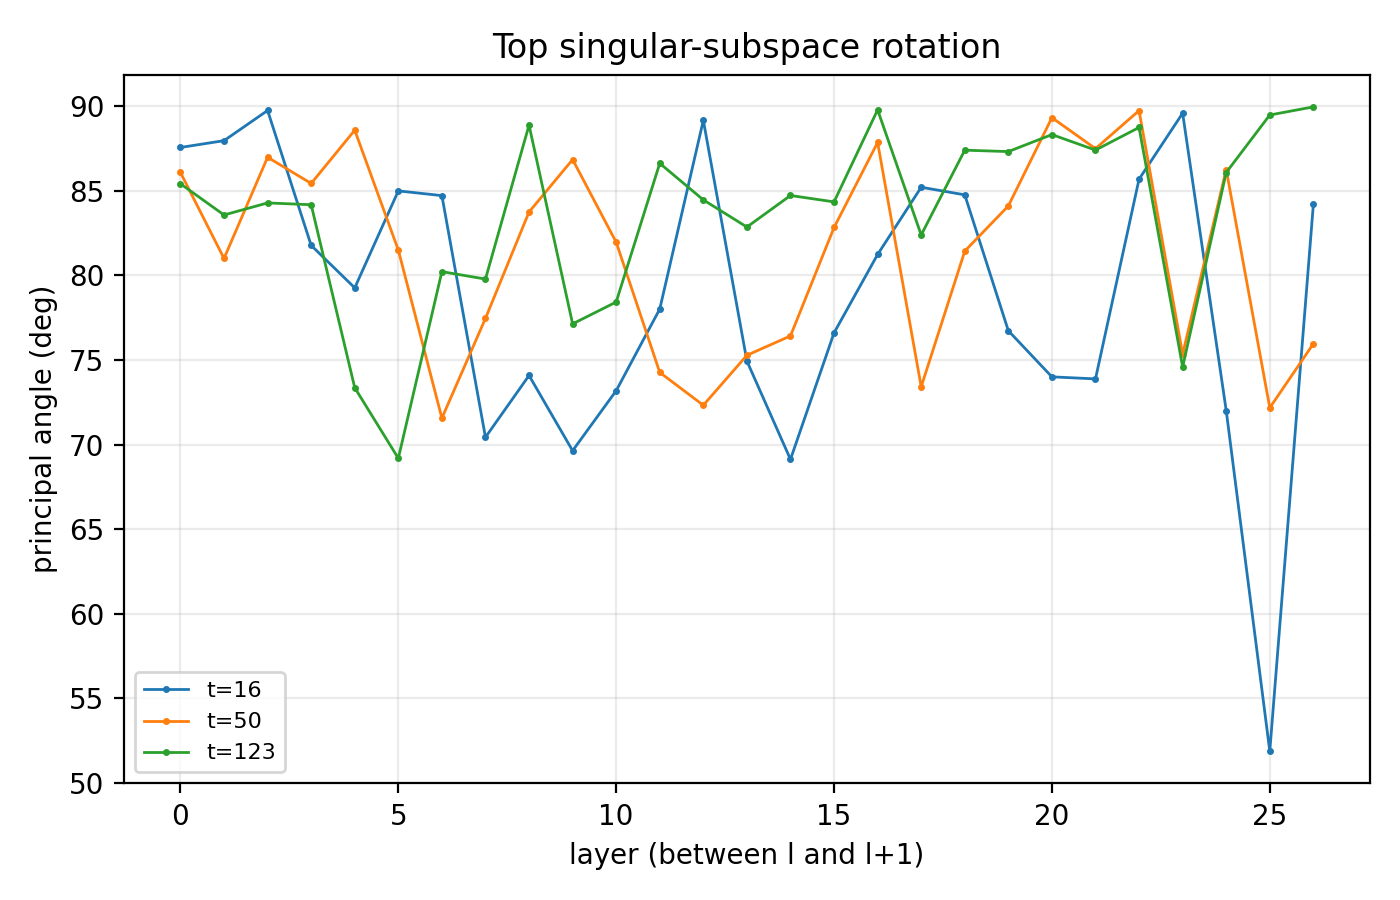 Top singular-subspace rotation
principal angle (deg)
90
85
80
75
70
65
60
55
50
t=16
t=50
t=123
0
5
10
15
20
25
layer (between l and l+1)